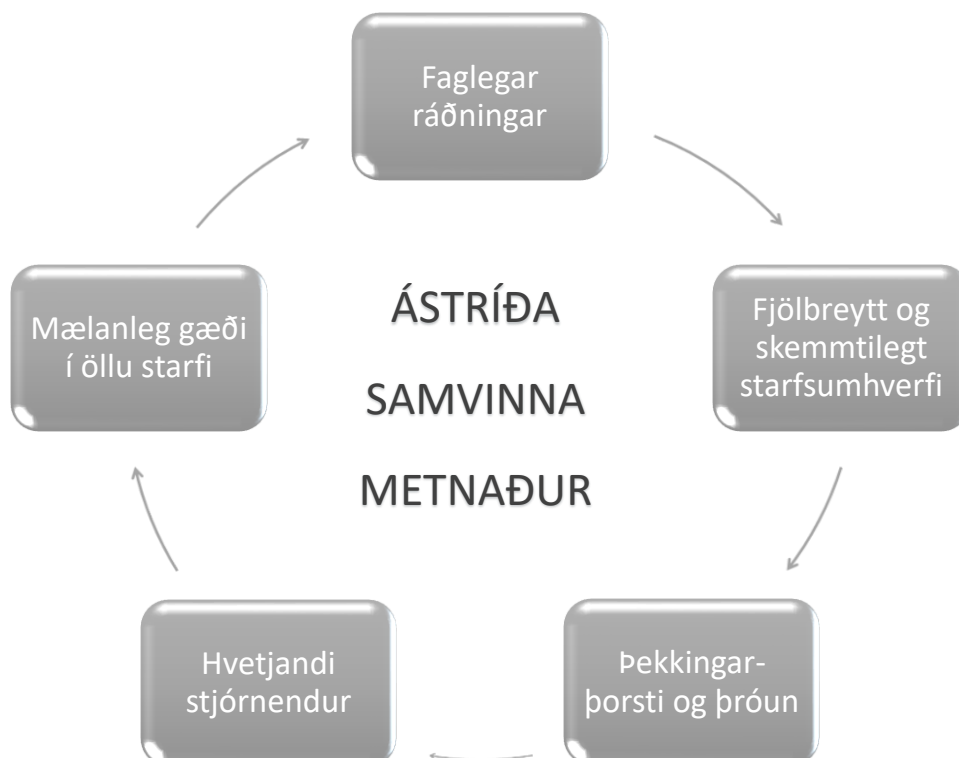 Faglegar
ráðningar
Fjölbreytt og
skemmtilegt
starfsumhverfi
Þekkingar-
þorsti og þróun
Hvetjandi
stjórnendur
Mælanleg gæði
í öllu starfi
ÁSTRÍÐA
SAMVINNA
METNAÐUR